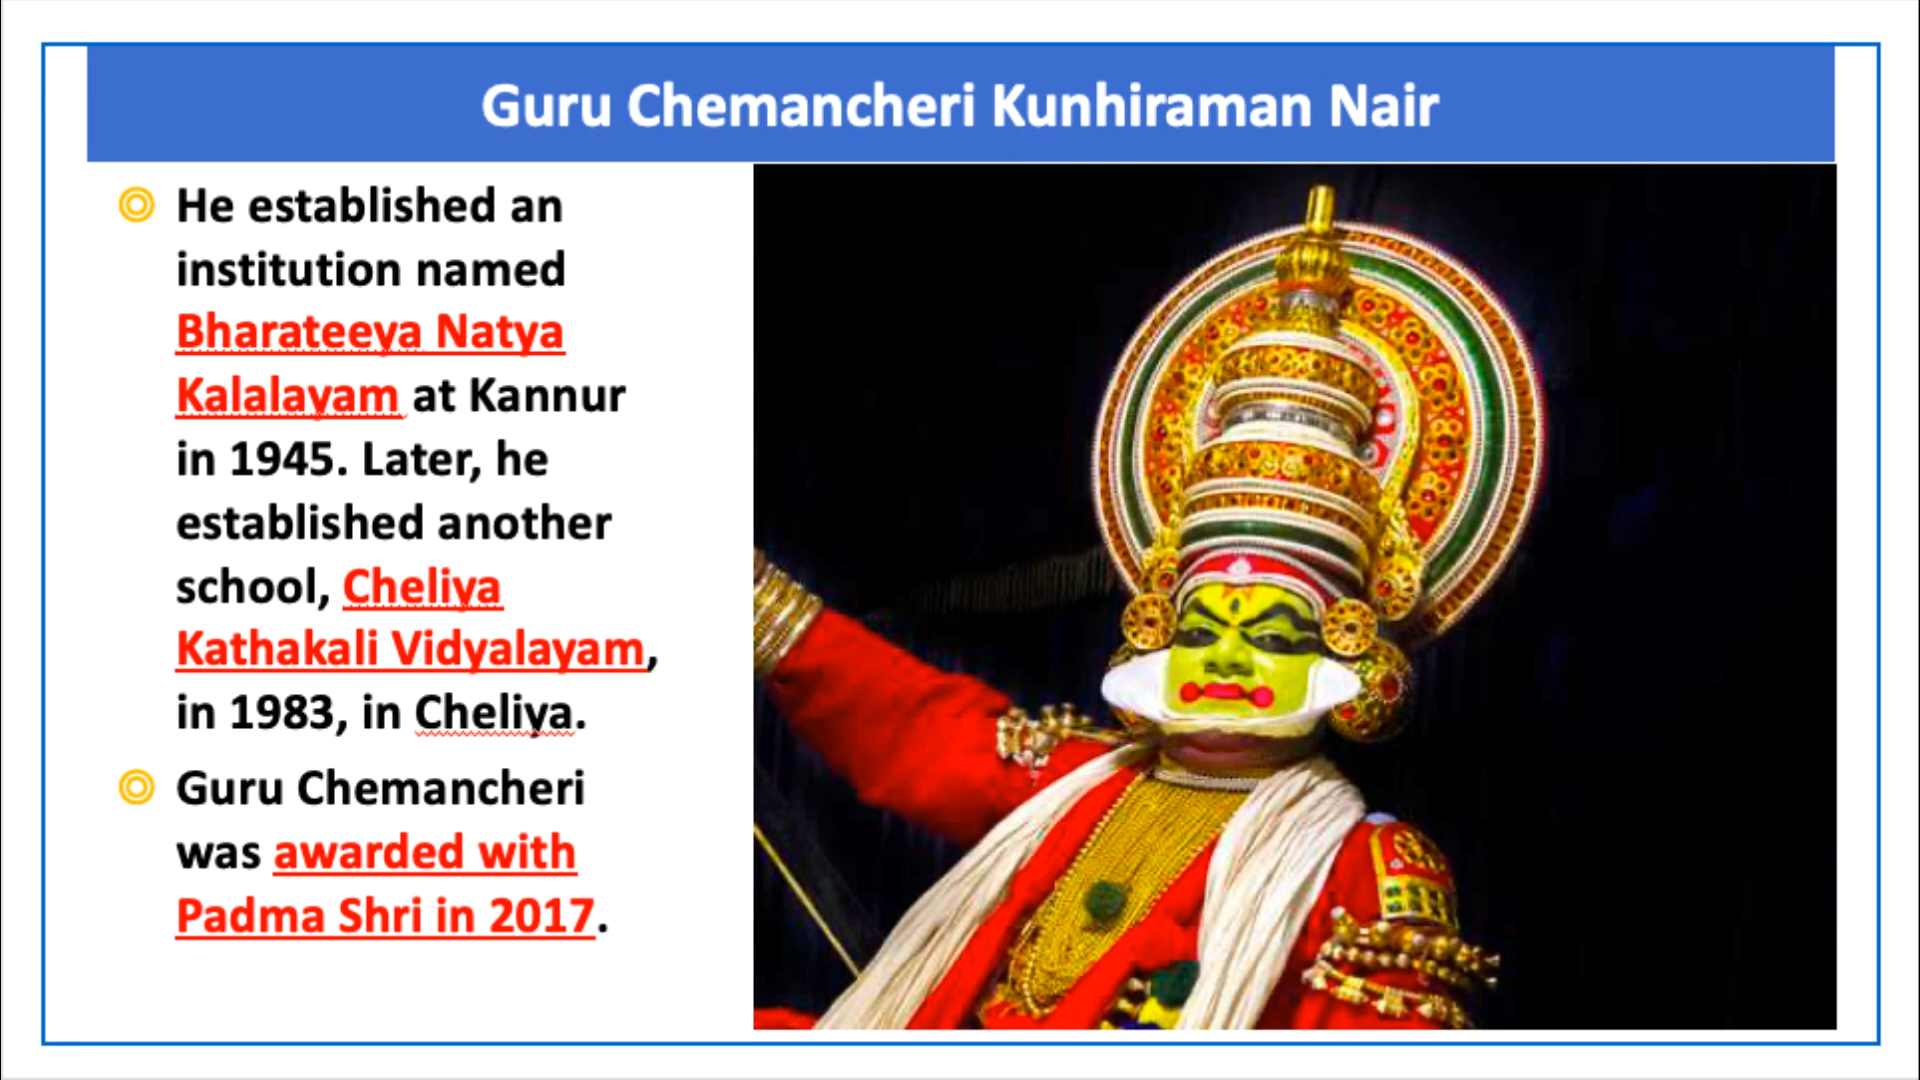 Guru Chemancheri Kunhiraman Nair
He established an
institution named
Bharateeya Natya
Kalalayam at Kannur
in 1945. Later, he
established another
school, Cheliya
Kathakali Vidyalayam,
in 1983, in Cheliya.
Guru Chemancheri
was awarded with
Padma Shri in 2017.